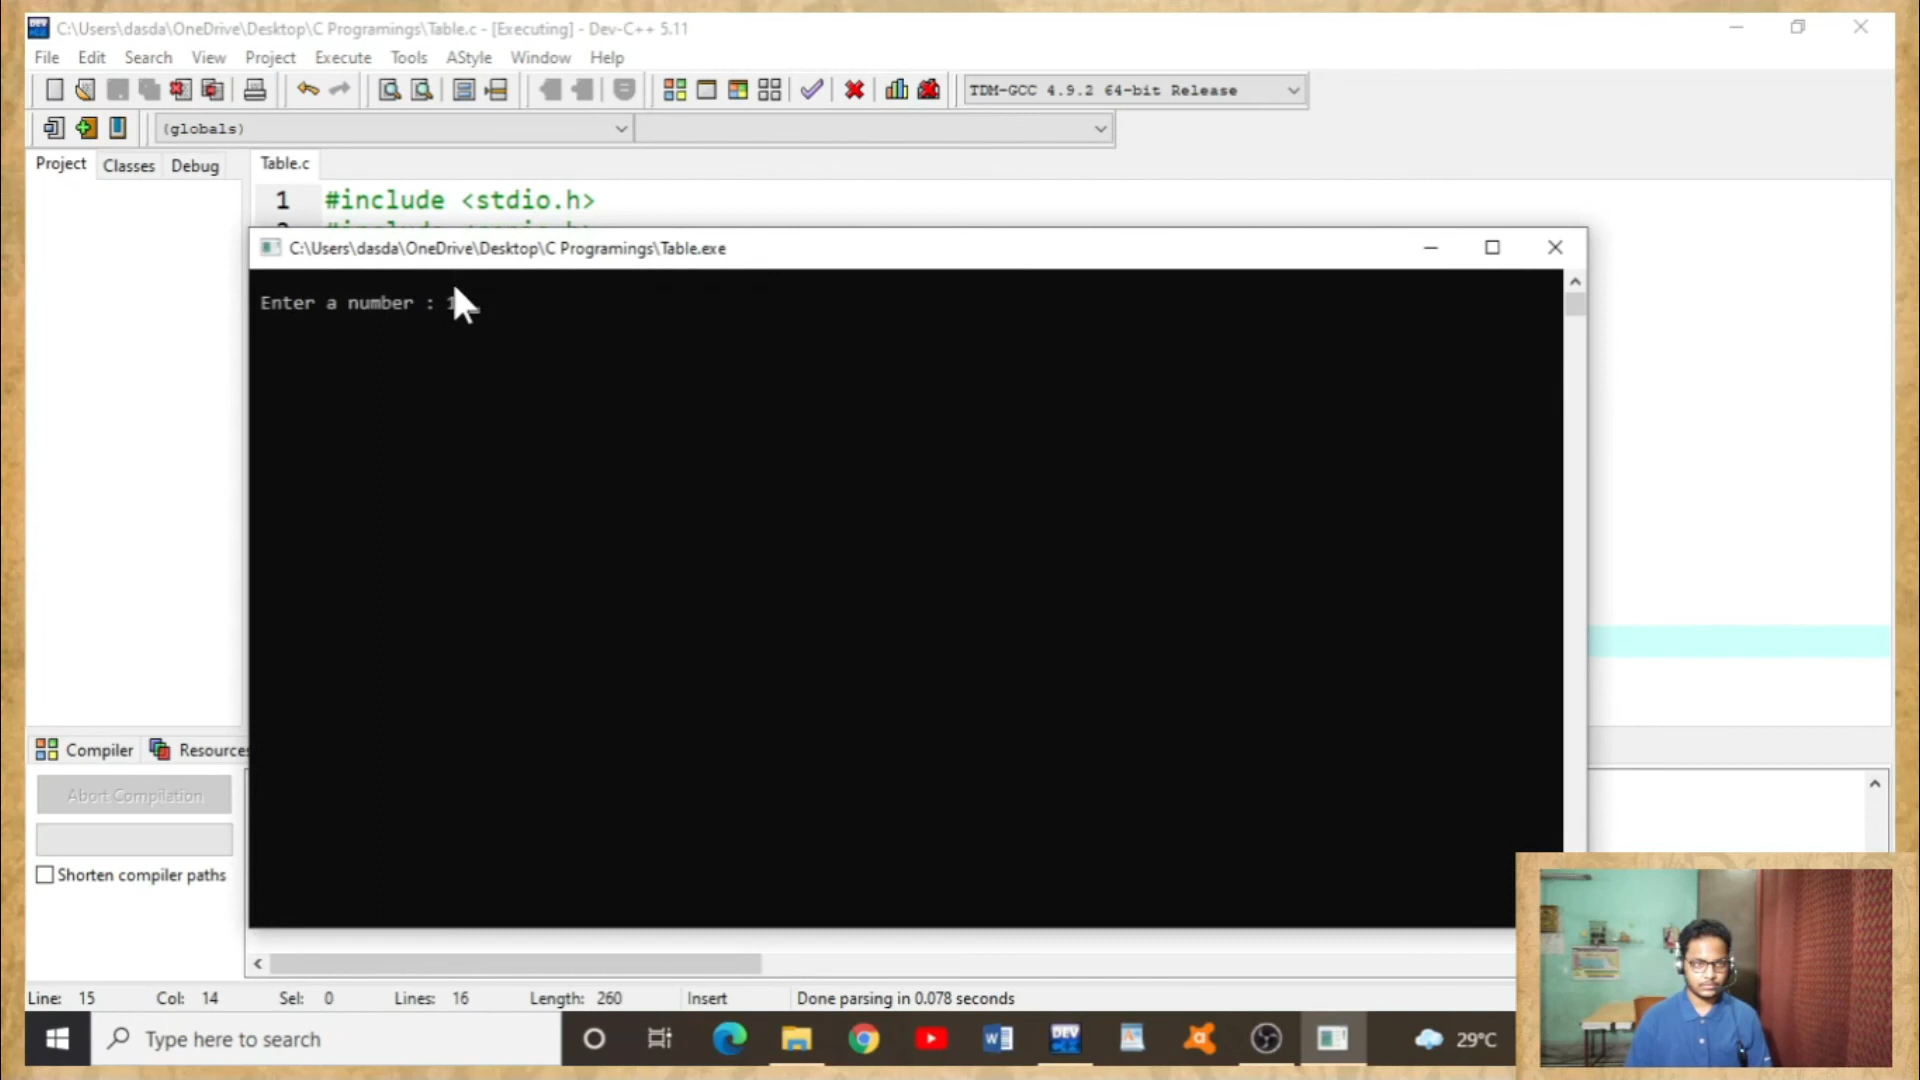 C:\Users\dasda\OneDrive\Desktop\C Programings\Table.c - [Executing] - Dev-C++ 5.11
File Edit Search View Project Execute Tools AStyle Window Help
TDM-GCC 4.9.2 64-bit Release
(globals)
Project Classes Debug Table.c
1 #include <stdio.h>
C:\Users\dasda\OneDrive\Desktop\C Programings\Table.exe
Enter a number : 1
Compiler Resources
Abort Compilation
Shorten compiler paths
Line: 15 Col: 14 Sel: 0 Lines: 16 Length: 260 Insert Done parsing in 0.078 seconds
Type here to search
DEV
29°C